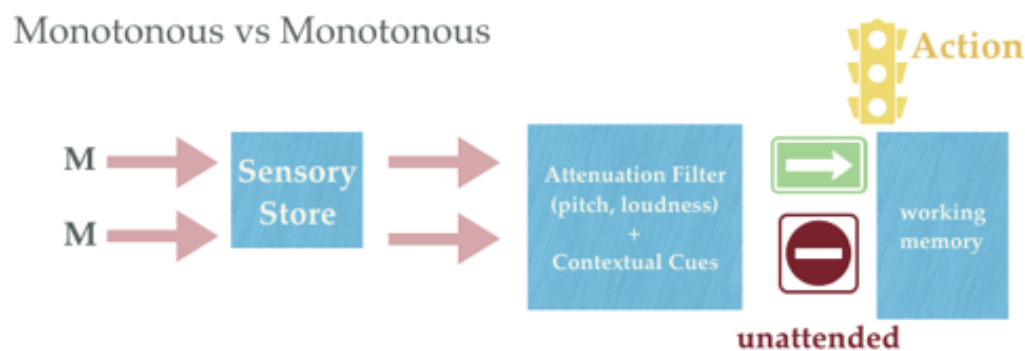 Monotonous vs Monotonous
Action
M
M
Sensory
Store
Attenuation Filter
(pitch, loudness)
+
Contextual Cues
working
memory
unattended